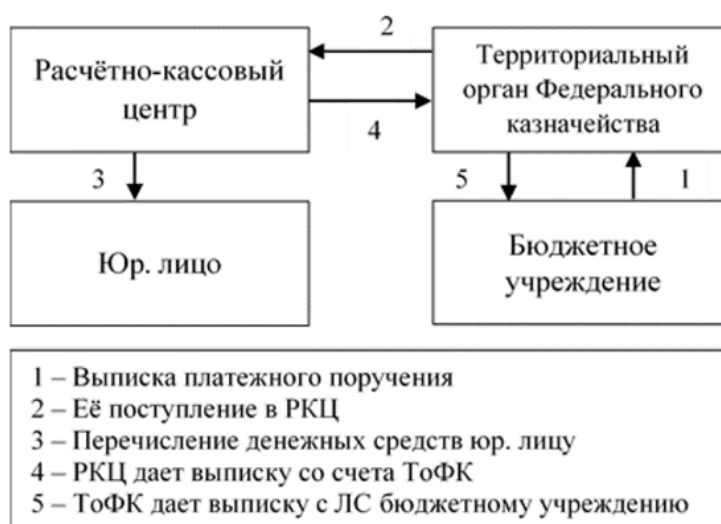 2
Расчётно-кассовый
центр
Территориальный
орган Федерального
казначейства
4
3
5
1
Юр. лицо
Бюджетное
учреждение
1 – Выписка платежного поручения
2 – Её поступление в РКЦ
3 – Перечисление денежных средств юр. лицу
4 – РКЦ дает выписку со счета ТоФК
5 – ТоФК дает выписку с ЛС бюджетному учреждению